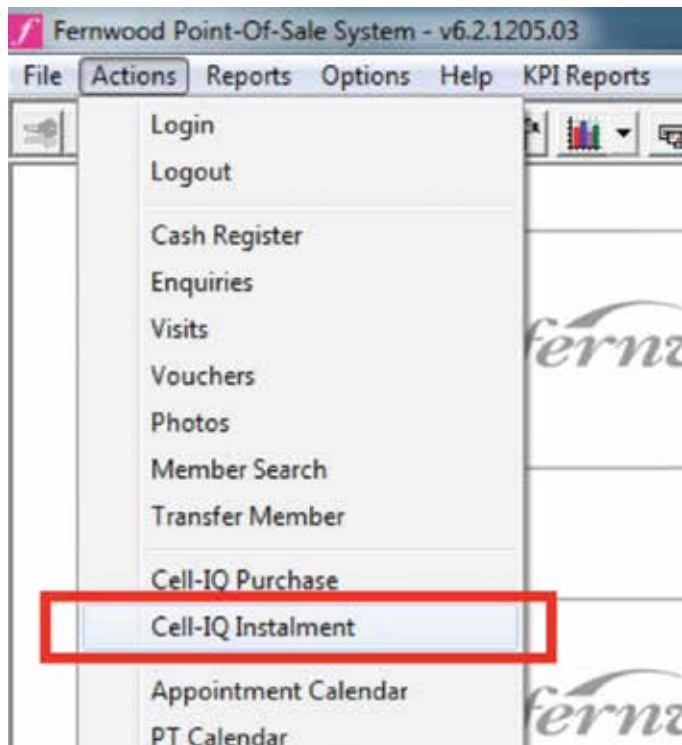 f Fernwood Point-Of-Sale System - v6.2.1205.03
File Actions Reports Options Help KPI Reports
Login
Logout
Cash Register
Enquiries
Visits
Vouchers
Photos
Member Search
Transfer Member
Cell-IQ Purchase
Cell-IQ Instalment
Appointment Calendar
PT Calendar